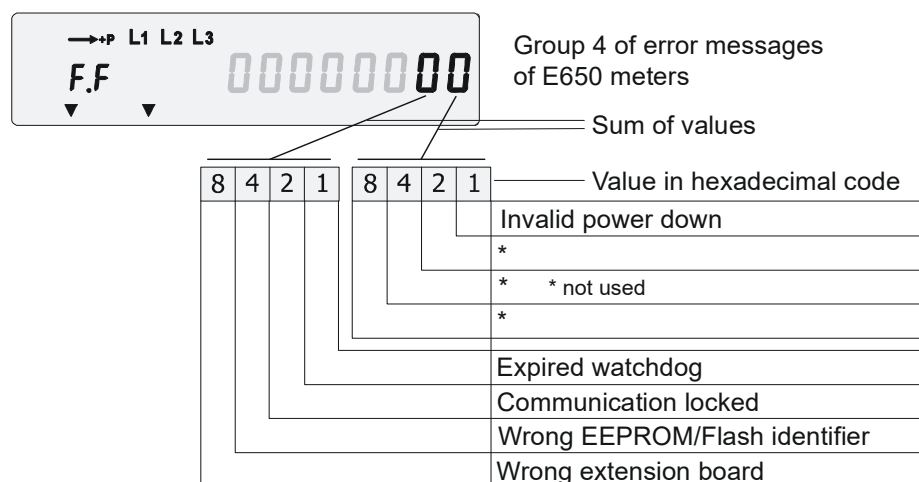 +P L1 L2 L3
F.F 00000000
Group 4 of error messages
of E650 meters
Sum of values
8 4 2 1 8 4 2 1 Value in hexadecimal code
Invalid power down
*
* * not used
*
Expired watchdog
Communication locked
Wrong EEPROM/Flash identifier
Wrong extension board